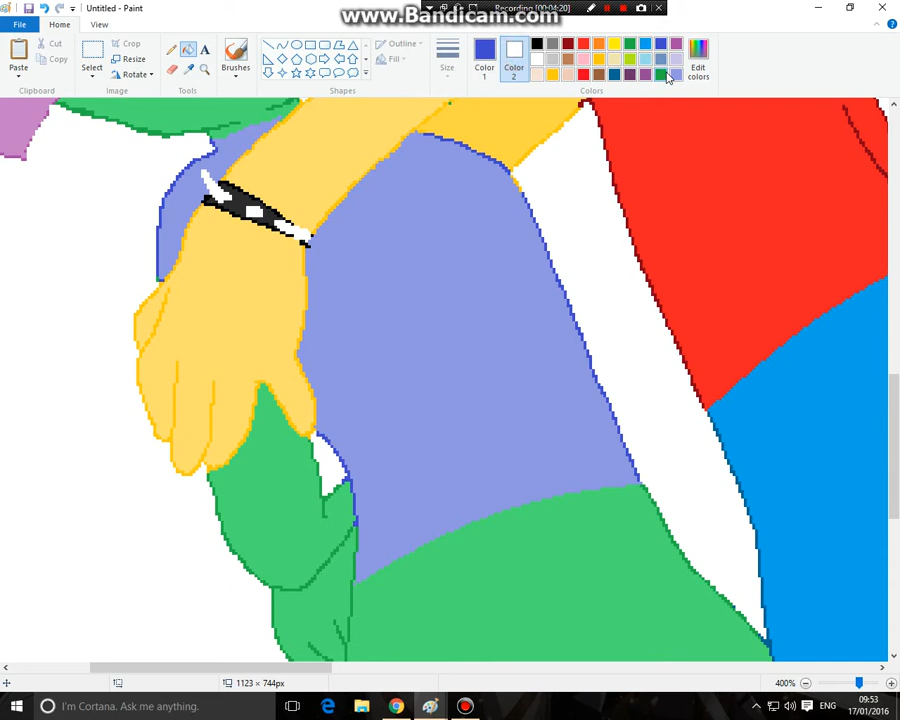 Untitled - Paint
www.Bandicam.com
Recording [00:04:20]
File
Home
View
Paste
Cut
Copy
Clipboard
Select
Crop
Resize
Rotate
Image
A
Tools
Brushes
Outline
Fill
Shapes
Size
Color
1
Color
2
Edit
colors
Colors
1123 × 744px
400%
I'm Cortana. Ask me anything.
ENG
09:53
17/01/2016